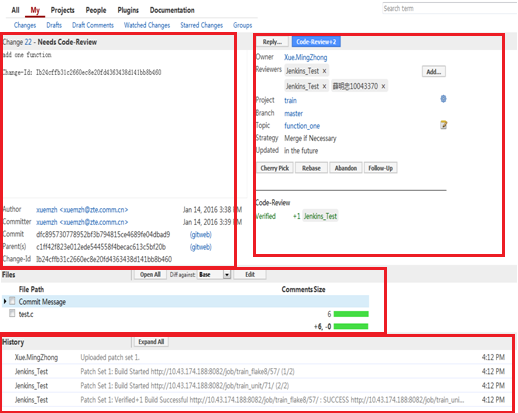 All My Projects People Plugins Documentation
Search term
Changes Drafts Draft Comments Watched Changes Starred Changes Groups
Change 22 - Needs Code-Review
add one function
Change-Id: Ib24cffb31c2660ec8e20fd4363438d141bb8b460
Author xuemzh <xuemzh@zte.comm.cn> Jan 14, 2016 3:38 PM
Committer xuemzh <xuemzh@zte.comm.cn> Jan 14, 2016 3:39 PM
Commit dfc895730778952bf3b794815ce4689fe04dbad9 (gitweb)
Parent(s) c1ff42f823e012ede544558f4becac613c5bf20b (gitweb)
Change-Id Ib24cffb31c2660ec8e20fd4363438d141bb8b460
Reply... Code-Review+2
Owner Xue.MingZhong
Reviewers Jenkins_Test x Add...
Jenkins_Test x 薛明忠10043370 x
Project train
Branch master
Topic function_one
Strategy Merge if Necessary
Updated in the future
Cherry Pick Rebase Abandon Follow-Up
Code-Review
Verified +1 Jenkins_Test
Files Open All Diff against: Base Edit
File Path Comments Size
Commit Message
test.c 6
+6, -0
History Expand All
Xue.MingZhong Uploaded patch set 1. 4:12 PM
Jenkins_Test Patch Set 1: Build Started http://10.43.174.188:8082/job/train_flake8/57/ (1/2) 4:12 PM
Jenkins_Test Patch Set 1: Build Started http://10.43.174.188:8082/job/train_unit/71/ (2/2) 4:12 PM
Jenkins_Test Patch Set 1: Verified+1 Build Successful http://10.43.174.188:8082/job/train_flake8/57/ : SUCCESS http://10.43.174.188:8082/job/train_uni... 4:12 PM